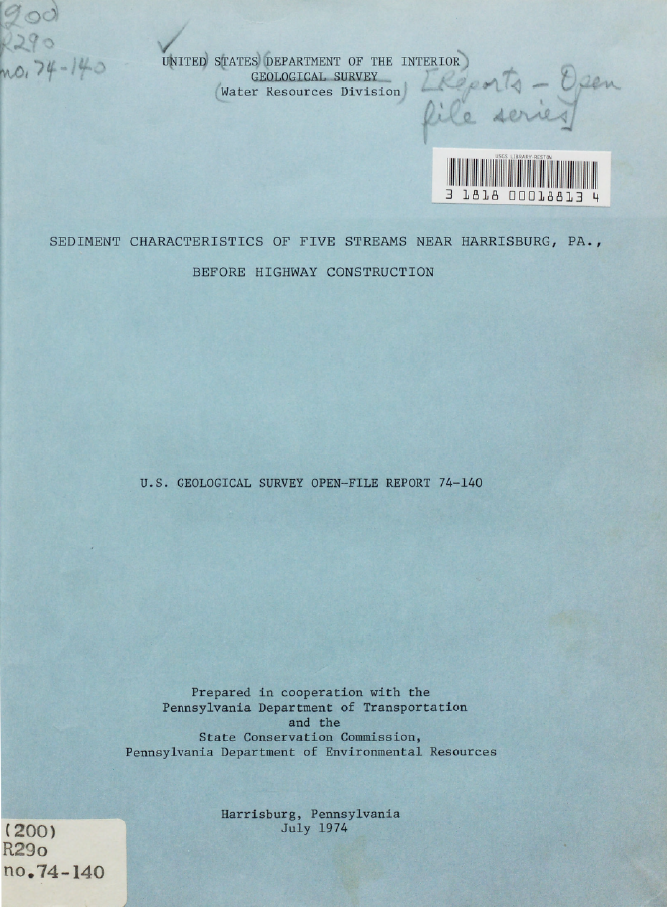 (200)
R290
no. 74-140
UNITED STATES DEPARTMENT OF THE INTERIOR
GEOLOGICAL SURVEY
(Water Resources Division)
[Reports - Open
file series]
USGS LIBRARY-RESTON
3 1818 00018813 4
SEDIMENT CHARACTERISTICS OF FIVE STREAMS NEAR HARRISBURG, PA.,
BEFORE HIGHWAY CONSTRUCTION
U.S. GEOLOGICAL SURVEY OPEN-FILE REPORT 74-140
Prepared in cooperation with the
Pennsylvania Department of Transportation
and the
State Conservation Commission,
Pennsylvania Department of Environmental Resources
Harrisburg, Pennsylvania
July 1974
(200)
R29o
no.74-140